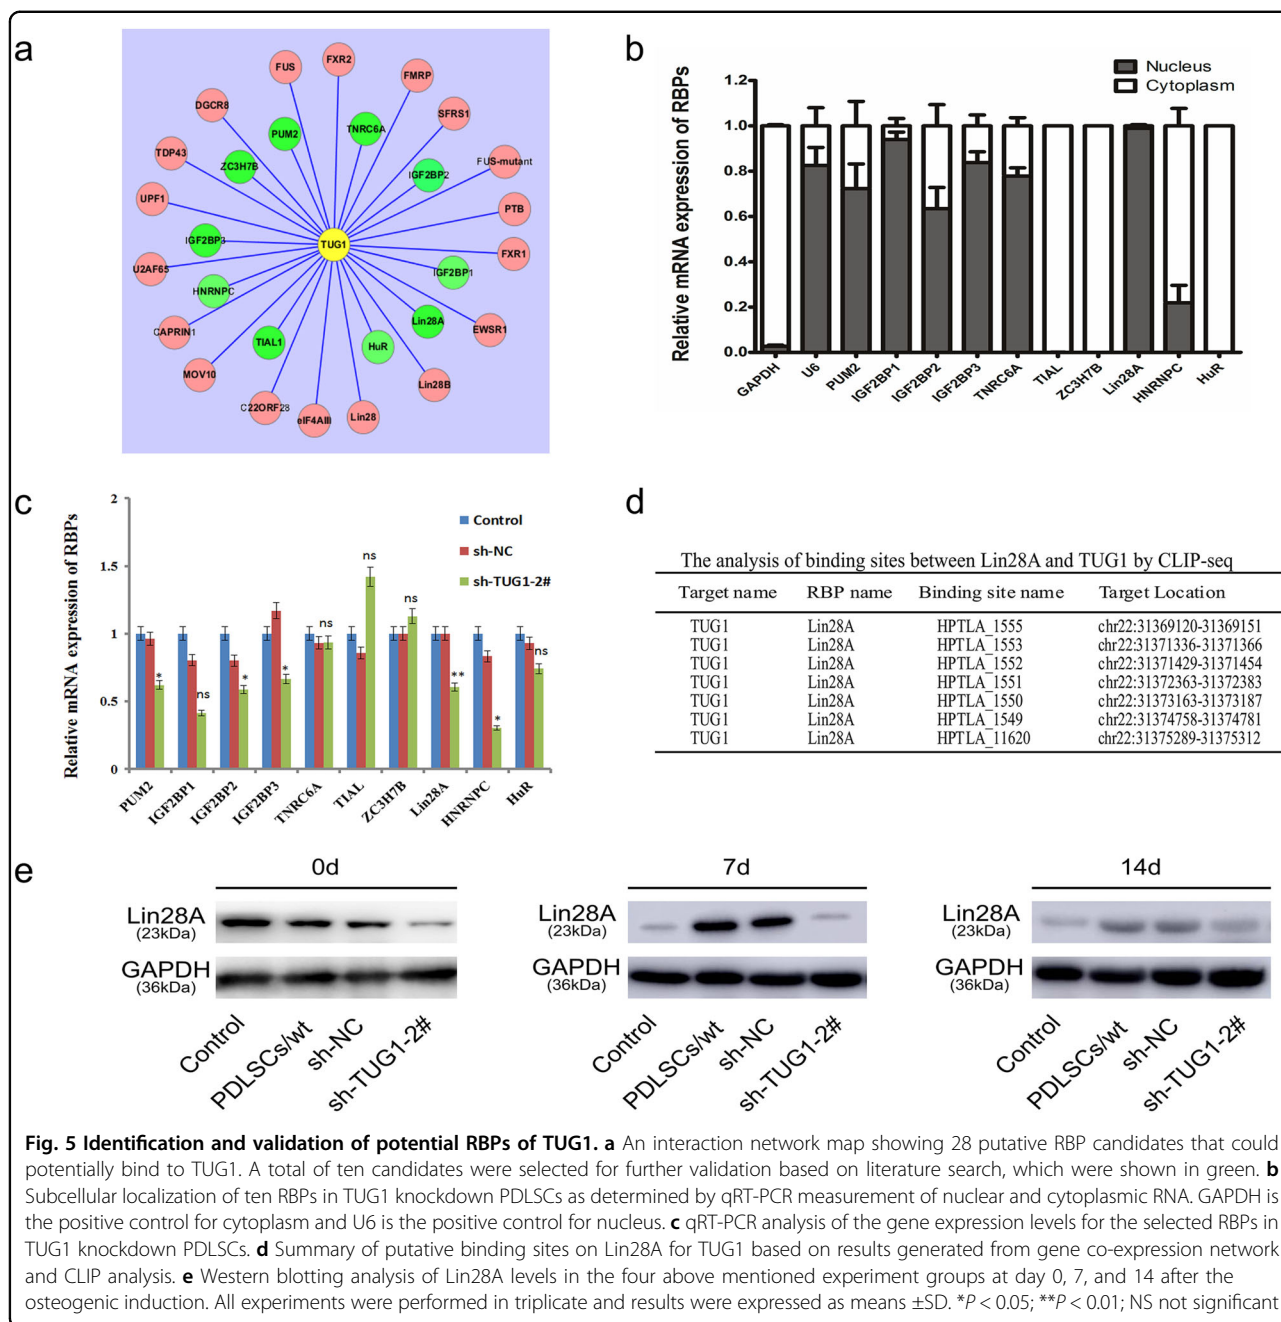 a
FUS
FXR2
FMRP
DGCR8
SFRS1
PUM2
TNRC6A
TDP43
ZC3H7B
IGF2BP2
FUS-mutant
UPF1
PTB
IGF2BP3
TUG1
FXR1
U2AF65
HNRNPC
IGF2BP1
CAPRIN1
Lin28A
EWSR1
TIAL1
HuR
MOV10
Lin28B
C22ORF28
eIF4AIII
Lin28
b
Nucleus
Cytoplasm
Relative mRNA expression of RBPs
1.2
1.0
0.8
0.6
0.4
0.2
0.0
GAPDH
U6
PUM2
IGF2BP1
IGF2BP2
IGF2BP3
TNRC6A
TIAL
ZC3H7B
Lin28A
HNRNPC
HuR
c
Relative mRNA expression of RBPs
2
1.5
1
0.5
0
Control
sh-NC
sh-TUG1-2#
*
ns
*
*
ns
ns
ns
**
*
ns
PUM2
IGF2BP1
IGF2BP2
IGF2BP3
TNRC6A
TIAL
ZC3H7B
Lin28A
HNRNPC
HuR
d
The analysis of binding sites between Lin28A and TUG1 by CLIP-seq
Target name RBP name Binding site name Target Location
TUG1 Lin28A HPTLA_1555 chr22:31369120-31369151
TUG1 Lin28A HPTLA_1553 chr22:31371336-31371366
TUG1 Lin28A HPTLA_1552 chr22:31371429-31371454
TUG1 Lin28A HPTLA_1551 chr22:31372363-31372383
TUG1 Lin28A HPTLA_1550 chr22:31373163-31373187
TUG1 Lin28A HPTLA_1549 chr22:31374758-31374781
TUG1 Lin28A HPTLA_11620 chr22:31375289-31375312
e
0d
Lin28A
(23kDa)
GAPDH
(36kDa)
Control
PDLSCs/wt
sh-NC
sh-TUG1-2#
7d
Lin28A
(23kDa)
GAPDH
(36kDa)
Control
PDLSCs/wt
sh-NC
sh-TUG1-2#
14d
Lin28A
(23kDa)
GAPDH
(36kDa)
Control
PDLSCs/wt
sh-NC
sh-TUG1-2#
Fig. 5 Identification and validation of potential RBPs of TUG1. a An interaction network map showing 28 putative RBP candidates that could
potentially bind to TUG1. A total of ten candidates were selected for further validation based on literature search, which were shown in green. b
Subcellular localization of ten RBPs in TUG1 knockdown PDLSCs as determined by qRT-PCR measurement of nuclear and cytoplasmic RNA. GAPDH is
the positive control for cytoplasm and U6 is the positive control for nucleus. c qRT-PCR analysis of the gene expression levels for the selected RBPs in
TUG1 knockdown PDLSCs. d Summary of putative binding sites on Lin28A for TUG1 based on results generated from gene co-expression network
and CLIP analysis. e Western blotting analysis of Lin28A levels in the four above mentioned experiment groups at day 0, 7, and 14 after the
osteogenic induction. All experiments were performed in triplicate and results were expressed as means ±SD. *P < 0.05; **P < 0.01; NS not significant